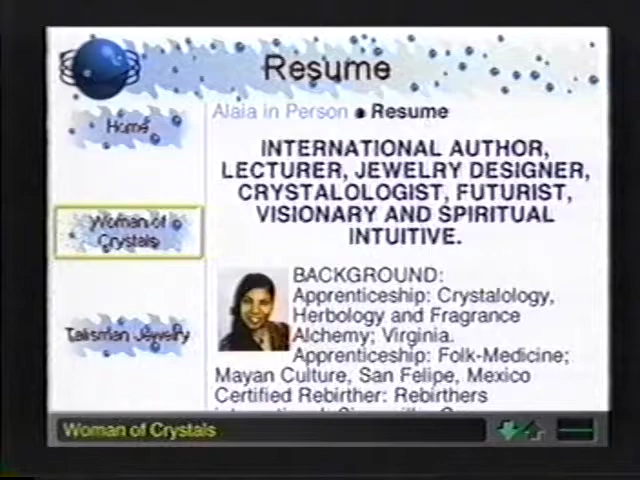 Resume
Home
Woman of
Crystals
Talisman Jewelry
Alaia in Person Resume
INTERNATIONAL AUTHOR,
LECTURER, JEWELRY DESIGNER,
CRYSTALOLOGIST, FUTURIST,
VISIONARY AND SPIRITUAL
INTUITIVE.
BACKGROUND:
Apprenticeship: Crystalology,
Herbology and Fragrance
Alchemy; Virginia.
Apprenticeship: Folk-Medicine;
Mayan Culture, San Felipe, Mexico
Certified Rebirther: Rebirthers
Woman of Crystals